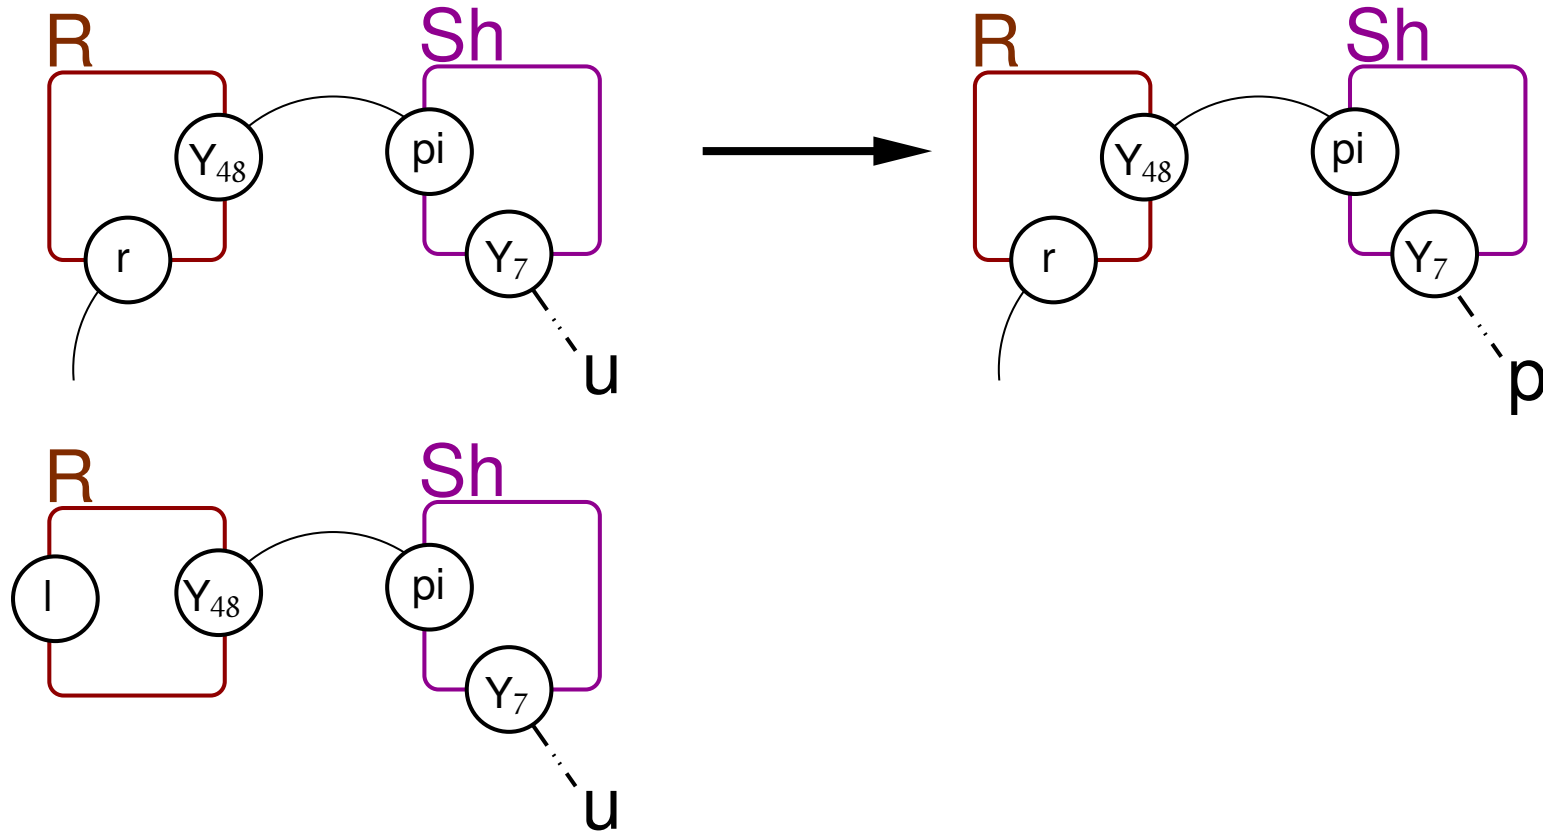 R Sh R Sh
Y48 pi Y48 pi
r Y7 r Y7
u p
R Sh
l Y48 pi
Y7
u